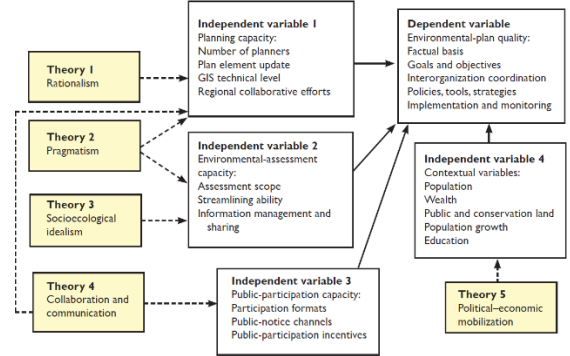 Independent variable 1
Planning capacity:
Number of planners
Plan element update
GIS technical level
Regional collaborative efforts
Dependent variable
Environmental-plan quality:
Factual basis
Goals and objectives
Interorganization coordination
Policies, tools, strategies
Implementation and monitoring
Theory 1
Rationalism
Theory 2
Pragmatism
Independent variable 2
Environmental-assessment
capacity:
Assessment scope
Streamlining ability
Information management and
sharing
Independent variable 4
Contextual variables:
Population
Wealth
Public and conservation land
Population growth
Education
Theory 3
Socioecological
idealism
Theory 4
Collaboration and
communication
Independent variable 3
Public-participation capacity:
Participation formats
Public-notice channels
Public-participation incentives
Theory 5
Political–economic
mobilization